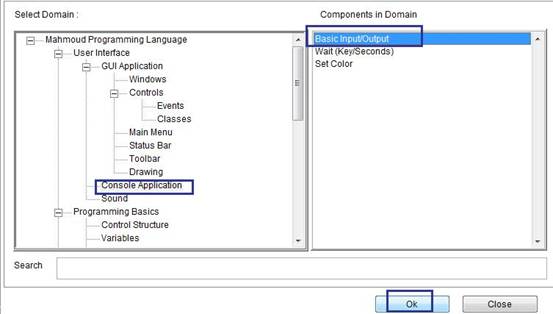 Select Domain :
Components in Domain
Mahmoud Programming Language
User Interface
GUI Application
Windows
Controls
Events
Classes
Main Menu
Status Bar
Toolbar
Drawing
Console Application
Sound
Programming Basics
Control Structure
Variables
Basic Input/Output
Wait (Key/Seconds)
Set Color
Search
Ok
Close